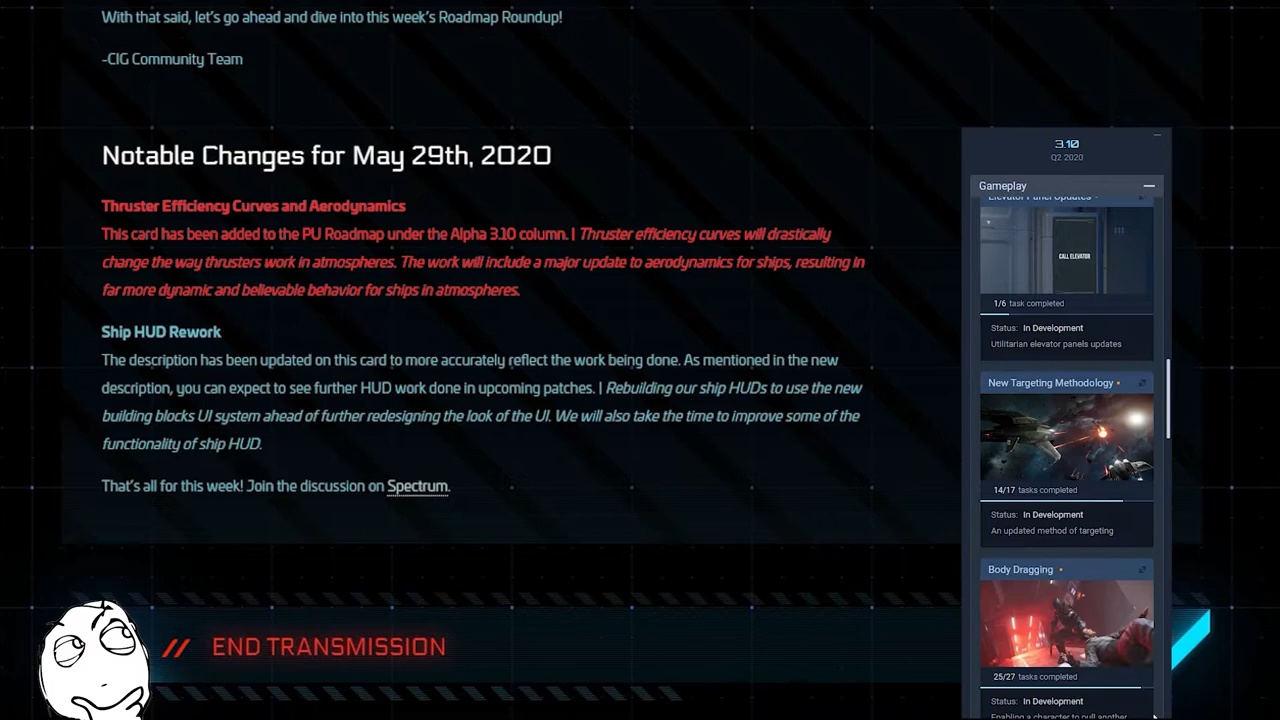 With that said, let's go ahead and dive into this week's Roadmap Roundup!
-CIG Community Team
Notable Changes for May 29th, 2020
Thruster Efficiency Curves and Aerodynamics
This card has been added to the PU Roadmap under the Alpha 3.10 column. | Thruster efficiency curves will drastically
change the way thrusters work in atmospheres. The work will include a major update to aerodynamics for ships, resulting in
far more dynamic and believable behavior for ships in atmospheres.
Ship HUD Rework
The description has been updated on this card to more accurately reflect the work being done. As mentioned in the new
description, you can expect to see further HUD work done in upcoming patches. | Rebuilding our ship HUDs to use the new
building blocks UI system ahead of further redesigning the look of the UI. We will also take the time to improve some of the
functionality of ship HUD.
That's all for this week! Join the discussion on Spectrum.
// END TRANSMISSION
3.10
Q2 2020
Gameplay
Elevator Panel Updates
CALL ELEVATOR
1/6 task completed
Status: In Development
Utilitarian elevator panels updates
New Targeting Methodology
14/17 tasks completed
Status: In Development
An updated method of targeting
Body Dragging
25/27 tasks completed
Status: In Development
Enabling a character to pull another